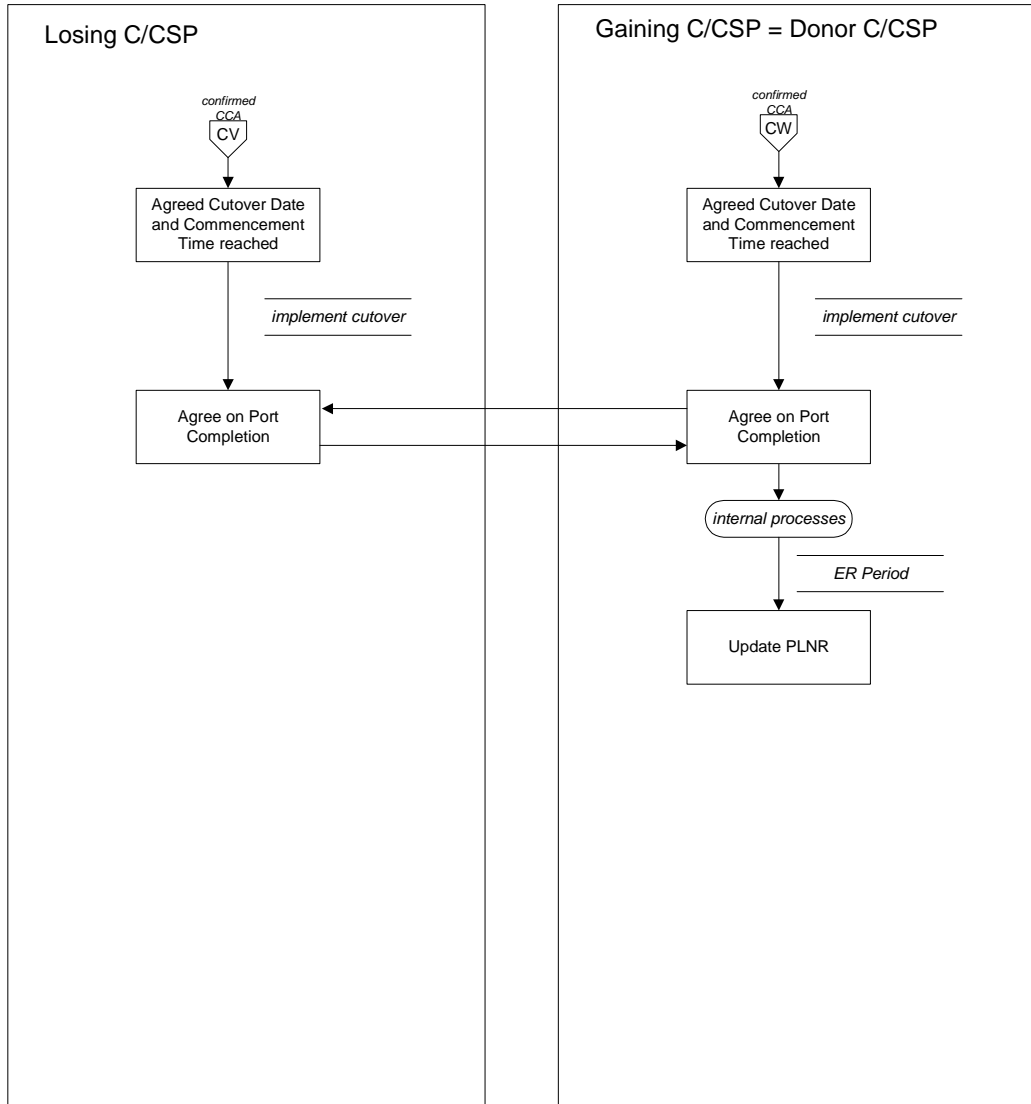 Losing C/CSP
confirmed
CCA
CV
Agreed Cutover Date
and Commencement
Time reached
implement cutover
Agree on Port
Completion
Gaining C/CSP = Donor C/CSP
confirmed
CCA
CW
Agreed Cutover Date
and Commencement
Time reached
implement cutover
Agree on Port
Completion
internal processes
ER Period
Update PLNR